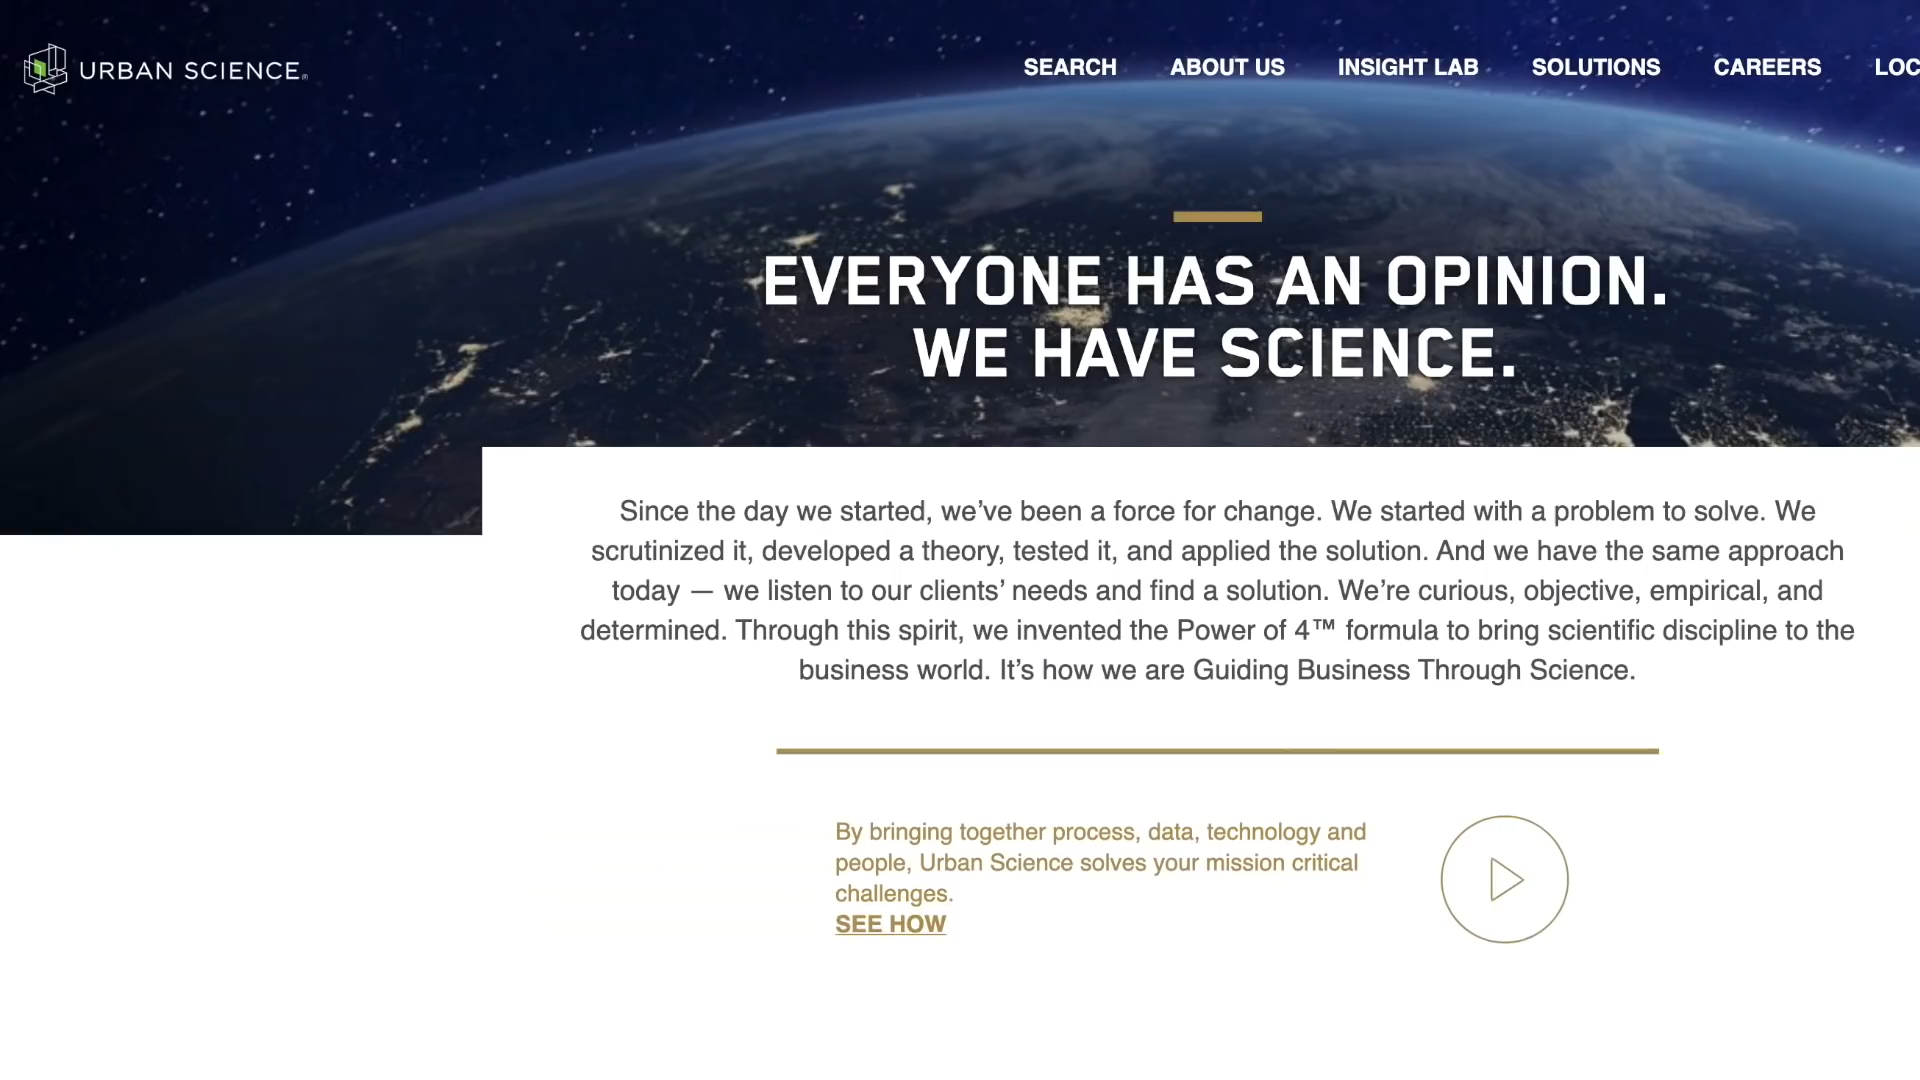 URBAN SCIENCE®
SEARCH ABOUT US INSIGHT LAB SOLUTIONS CAREERS LOC
EVERYONE HAS AN OPINION.
WE HAVE SCIENCE.
Since the day we started, we’ve been a force for change. We started with a problem to solve. We
scrutinized it, developed a theory, tested it, and applied the solution. And we have the same approach
today — we listen to our clients’ needs and find a solution. We’re curious, objective, empirical, and
determined. Through this spirit, we invented the Power of 4™ formula to bring scientific discipline to the
business world. It’s how we are Guiding Business Through Science.
By bringing together process, data, technology and
people, Urban Science solves your mission critical
challenges.
SEE HOW